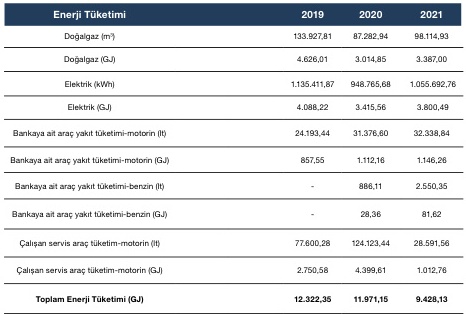 Enerji Tüketimi 2019 2020 2021
Doğalgaz (m³) 133.927,81 87.282,94 98.114,93
Doğalgaz (GJ) 4.626,01 3.014,85 3.387,00
Elektrik (kWh) 1.135.411,87 948.765,68 1.055.692,76
Elektrik (GJ) 4.088,22 3.415,56 3.800,49
Bankaya ait araç yakıt tüketimi-motorin (lt) 24.193,44 31.376,60 32.338,84
Bankaya ait araç yakıt tüketimi-motorin (GJ) 857,55 1.112,16 1.146,26
Bankaya ait araç yakıt tüketimi-benzin (lt) - 886,11 2.550,35
Bankaya ait araç yakıt tüketimi-benzin (GJ) - 28,36 81,62
Çalışan servis araç tüketim-motorin (lt) 77.600,28 124.123,44 28.591,56
Çalışan servis araç tüketim-motorin (GJ) 2.750,58 4.399,61 1.012,76
Toplam Enerji Tüketimi (GJ) 12.322,35 11.971,15 9.428,13